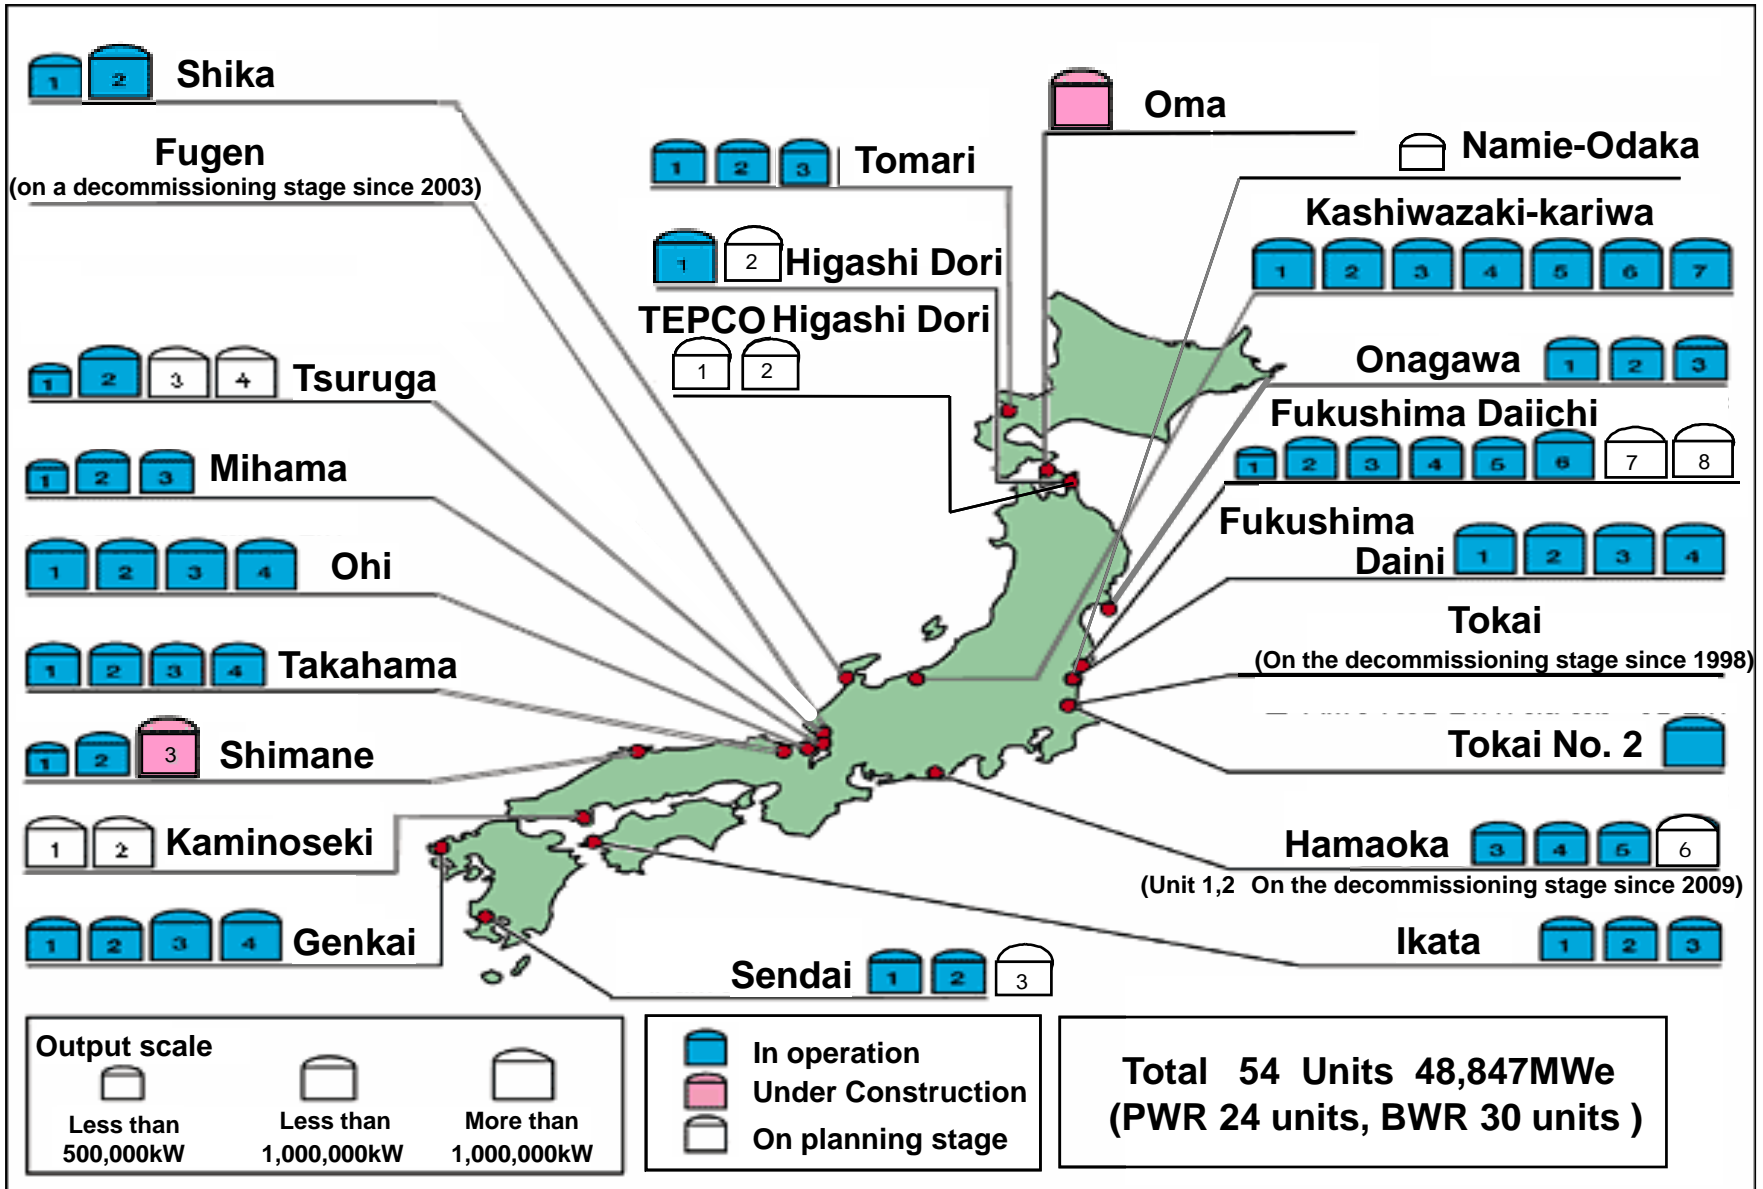 1 2 Shika
Fugen
(on a decommissioning stage since 2003)
1 2 3 4 Tsuruga
1 2 3 Mihama
1 2 3 4 Ohi
1 2 3 4 Takahama
1 2 3 Shimane
1 2 Kaminoseki
1 2 3 4 Genkai
Oma
1 2 3 Tomari
1 2 Higashi Dori
TEPCO Higashi Dori
1 2
Namie-Odaka
Kashiwazaki-kariwa
1 2 3 4 5 6 7
Onagawa 1 2 3
Fukushima Daiichi
1 2 3 4 5 6 7 8
Fukushima
Daini 1 2 3 4
Tokai
(On the decommissioning stage since 1998)
Tokai No. 2
Hamaoka 3 4 5 6
(Unit 1,2 On the decommissioning stage since 2009)
Ikata 1 2 3
Sendai 1 2 3
Output scale
Less than
500,000kW
Less than
1,000,000kW
More than
1,000,000kW
In operation
Under Construction
On planning stage
Total 54 Units 48,847MWe
(PWR 24 units, BWR 30 units )